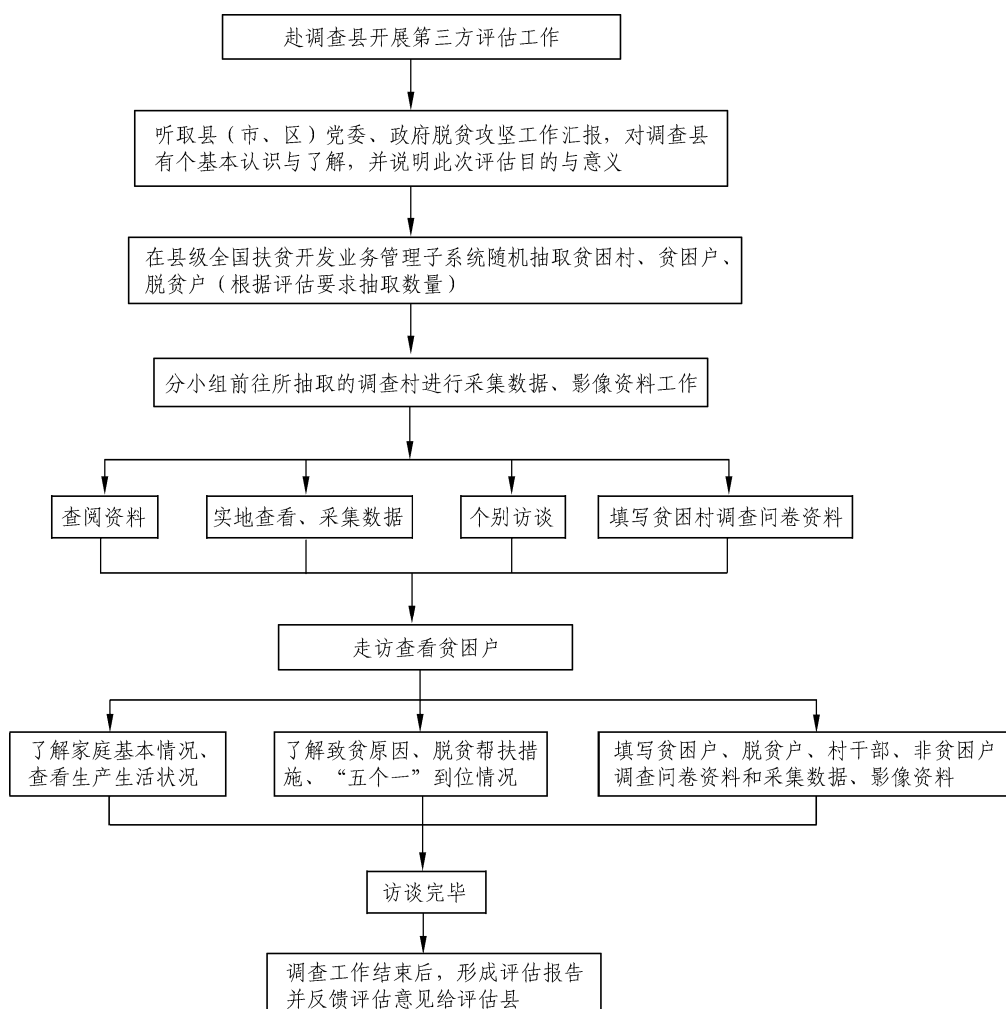 赴调查县开展第三方评估工作
听取县（市、区）党委、政府脱贫攻坚工作汇报，对调查县
有个基本认识与了解，并说明此次评估目的与意义
在县级全国扶贫开发业务管理子系统随机抽取贫困村、贫困户、
脱贫户（根据评估要求抽取数量）
分小组前往所抽取的调查村进行采集数据、影像资料工作
查阅资料
实地查看、采集数据
个别访谈
填写贫困村调查问卷资料
走访查看贫困户
了解家庭基本情况、
查看生产生活状况
了解致贫原因、脱贫帮扶措
施、“五个一”到位情况
填写贫困户、脱贫户、村干部、非贫困户
调查问卷资料和采集数据、影像资料
访谈完毕
调查工作结束后，形成评估报告
并反馈评估意见给评估县